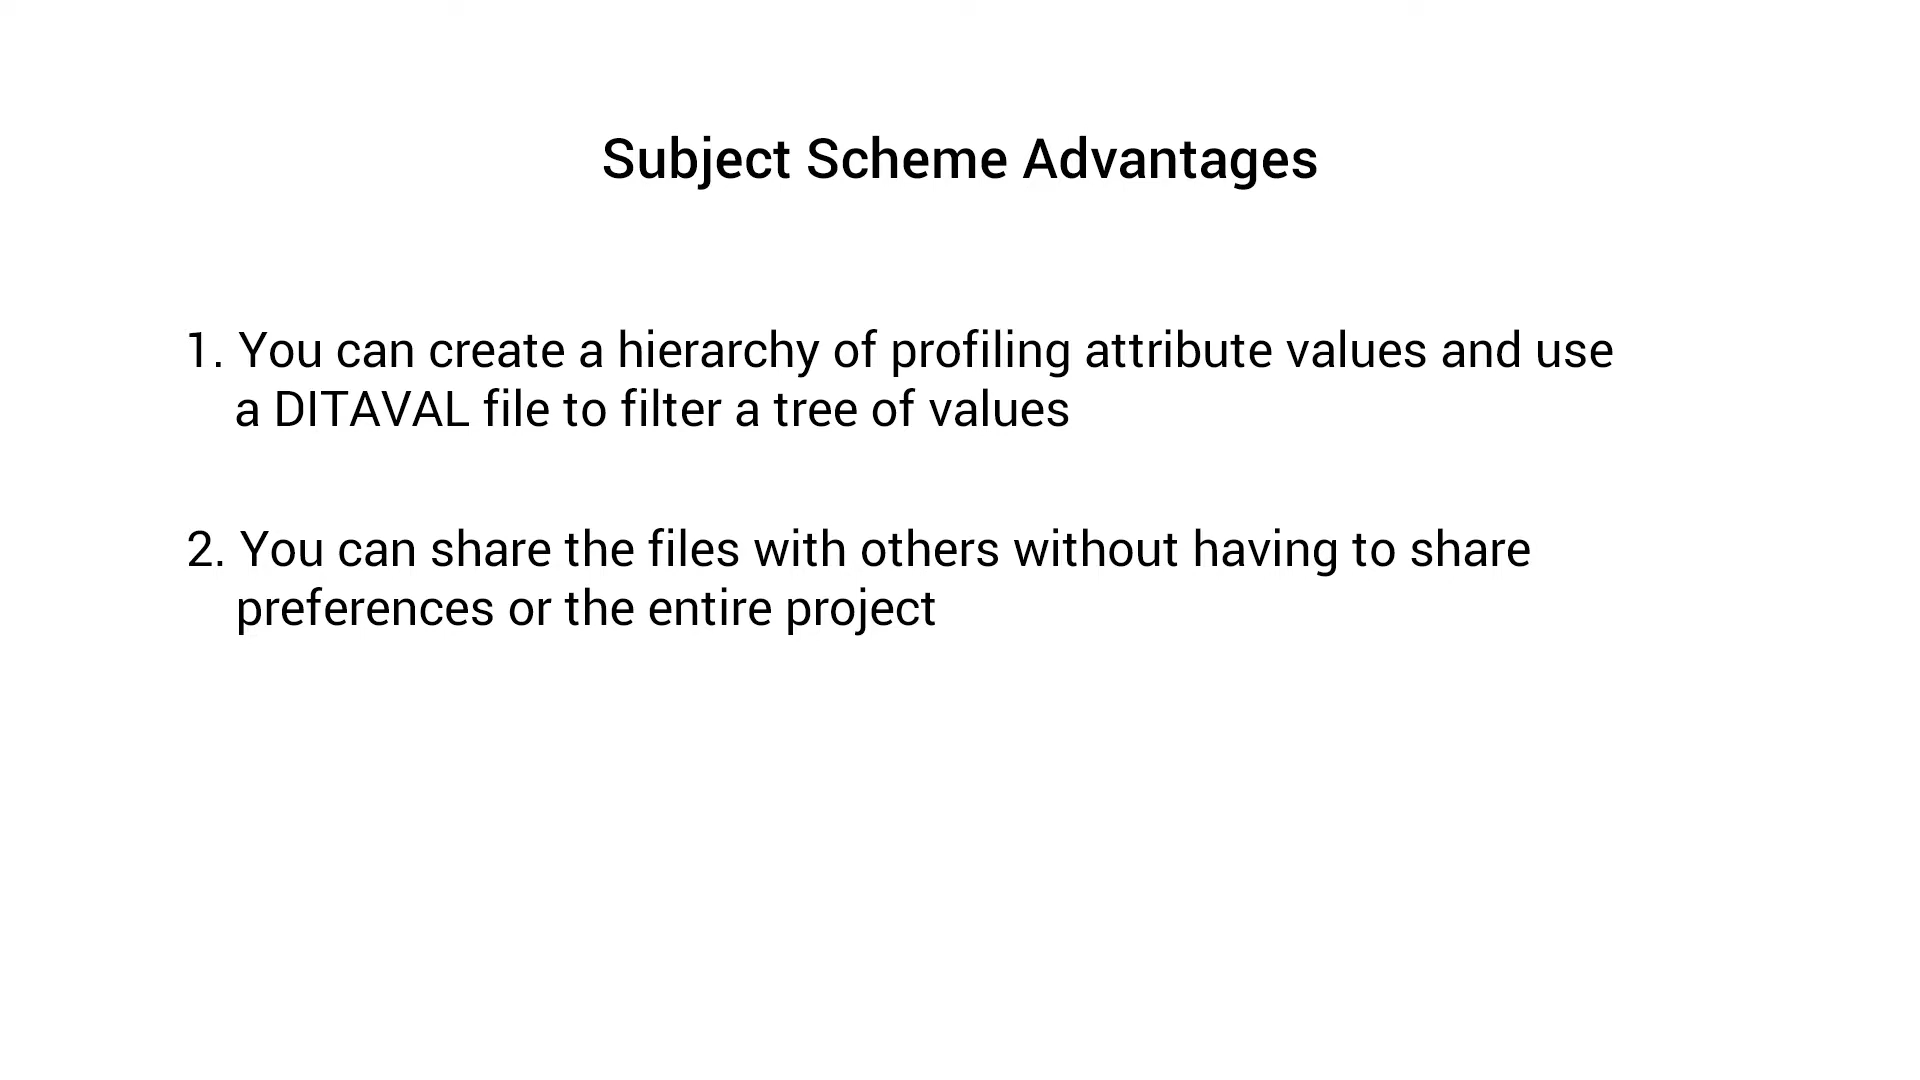 Subject Scheme Advantages
1. You can create a hierarchy of profiling attribute values and use
a DITAVAL file to filter a tree of values
2. You can share the files with others without having to share
preferences or the entire project